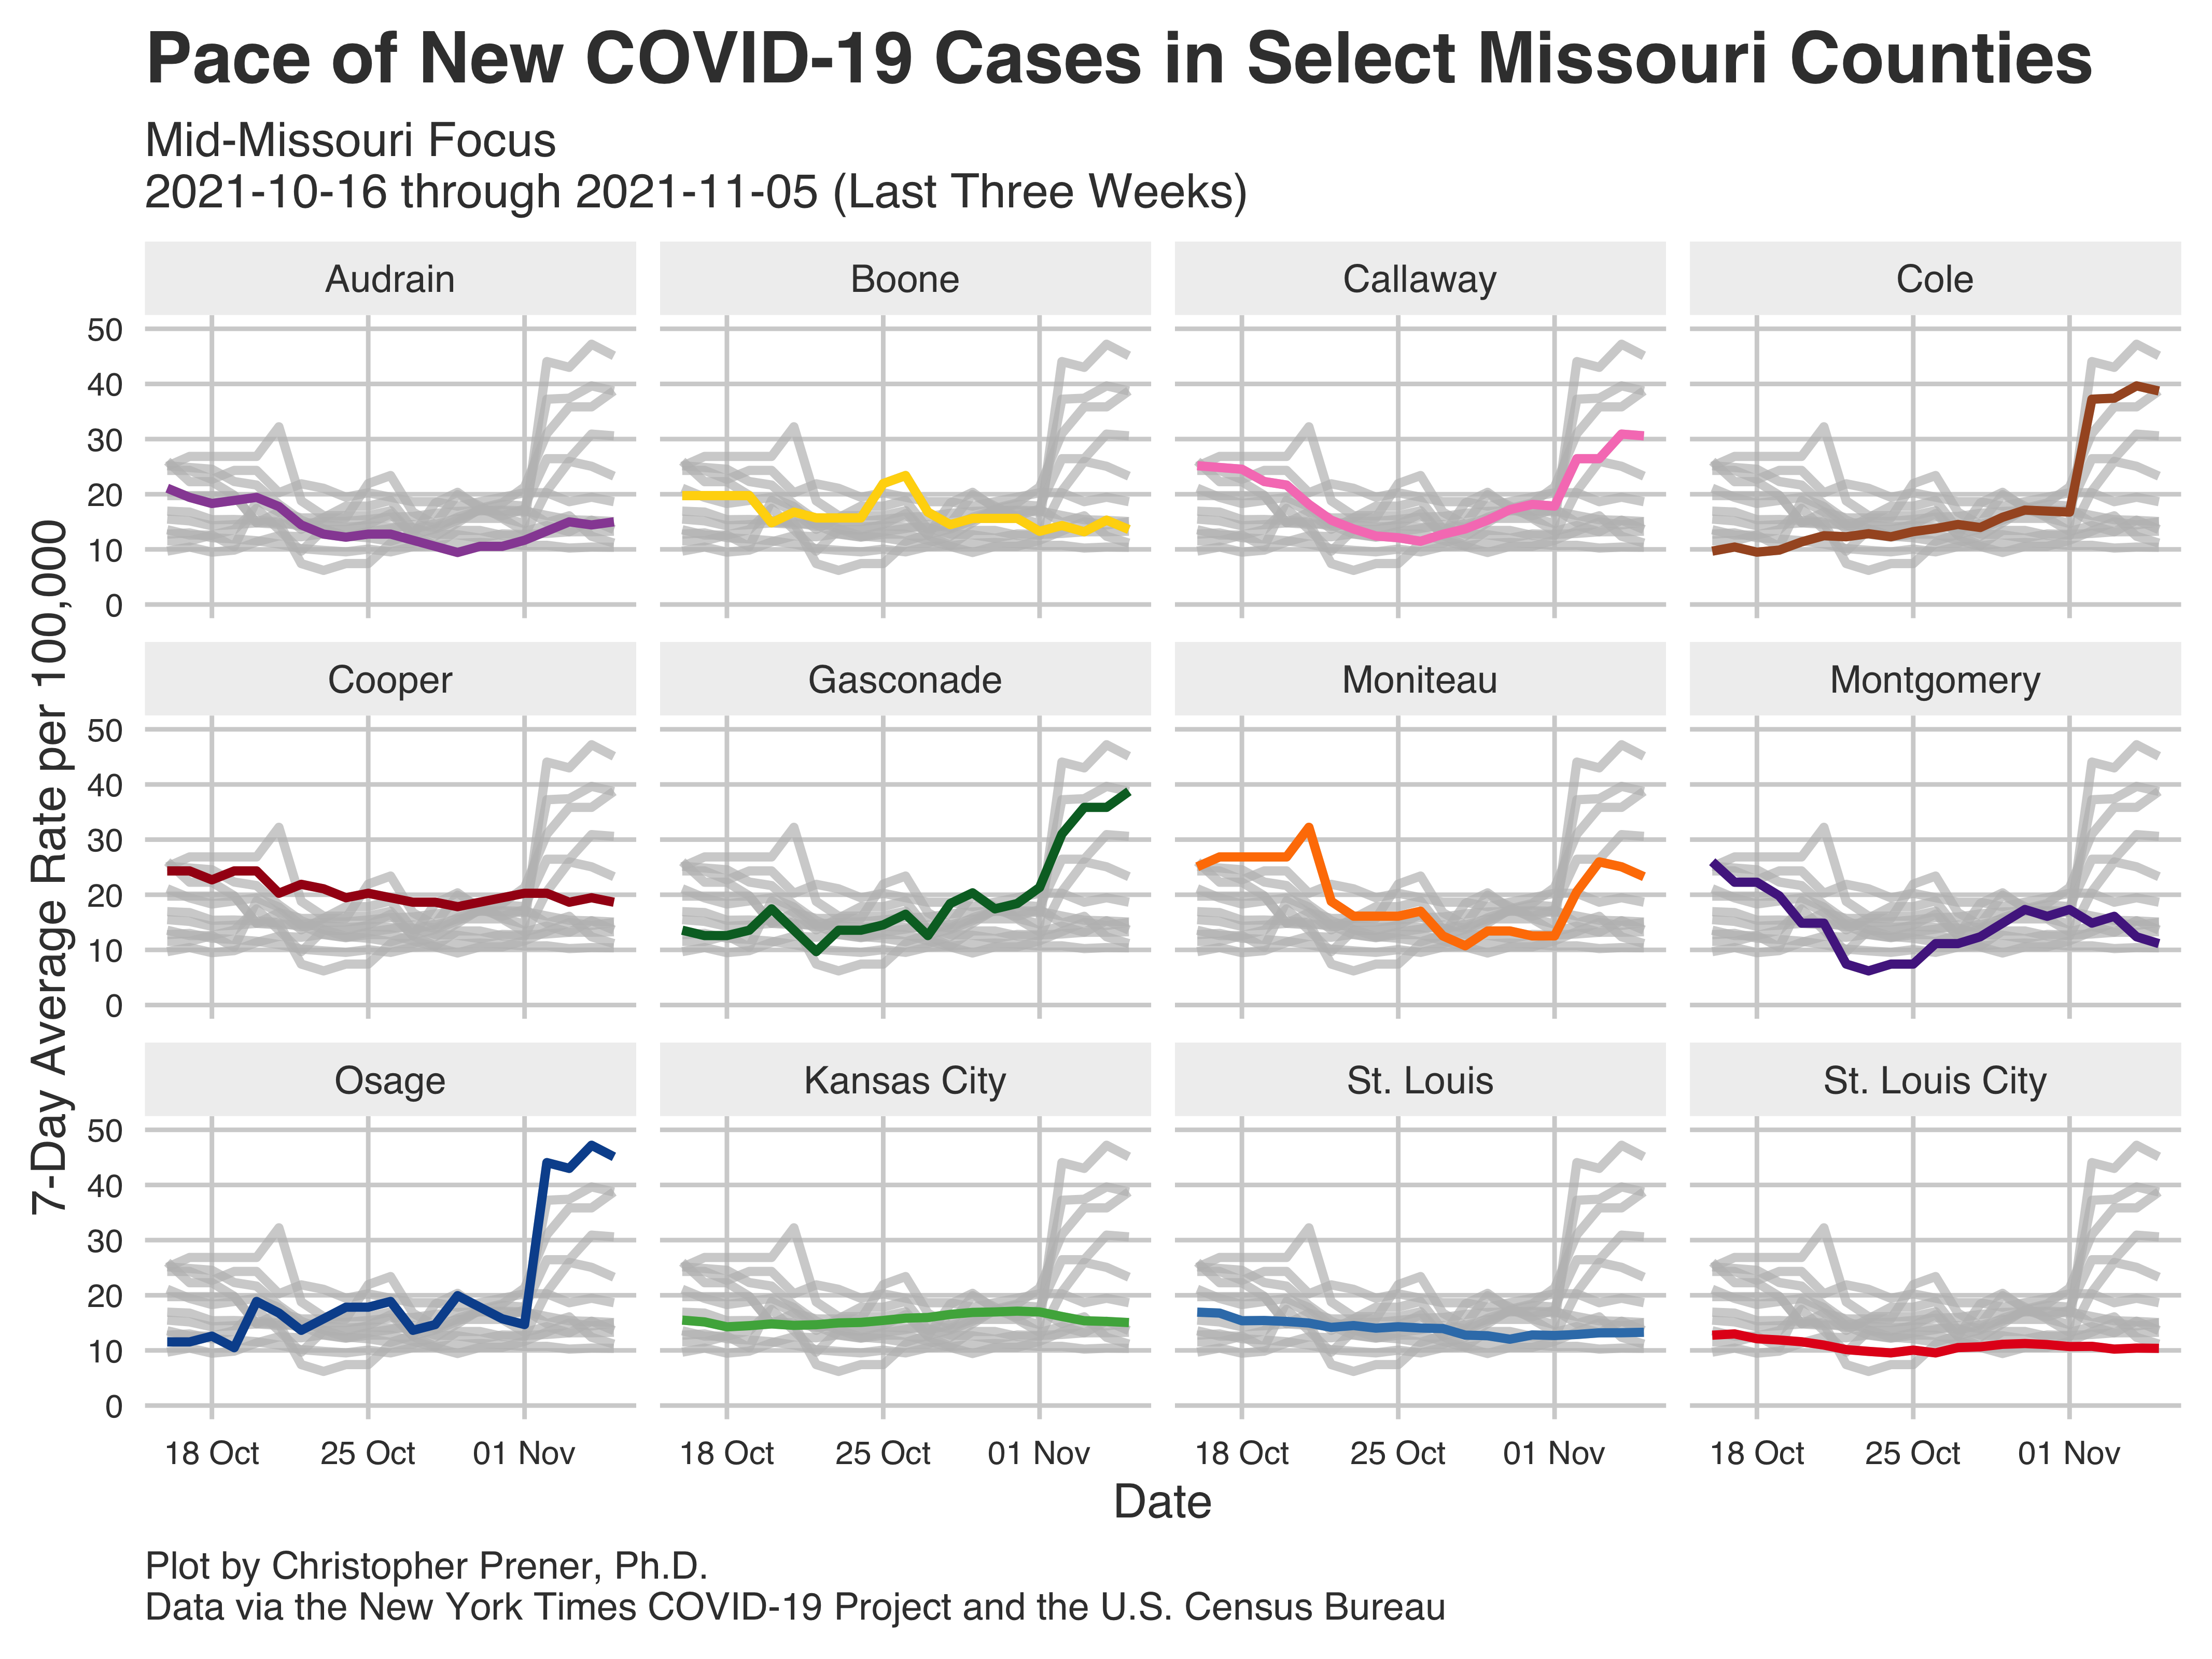 Pace of New COVID-19 Cases in Select Missouri Counties
Mid-Missouri Focus
2021-10-16 through 2021-11-05 (Last Three Weeks)
7-Day Average Rate per 100,000
Audrain
Boone
Callaway
Cole
50
40
30
20
10
0
Cooper
Gasconade
Moniteau
Montgomery
50
40
30
20
10
0
Osage
Kansas City
St. Louis
St. Louis City
50
40
30
20
10
0
18 Oct 25 Oct 01 Nov
18 Oct 25 Oct 01 Nov
18 Oct 25 Oct 01 Nov
18 Oct 25 Oct 01 Nov
Date
Plot by Christopher Prener, Ph.D.
Data via the New York Times COVID-19 Project and the U.S. Census Bureau